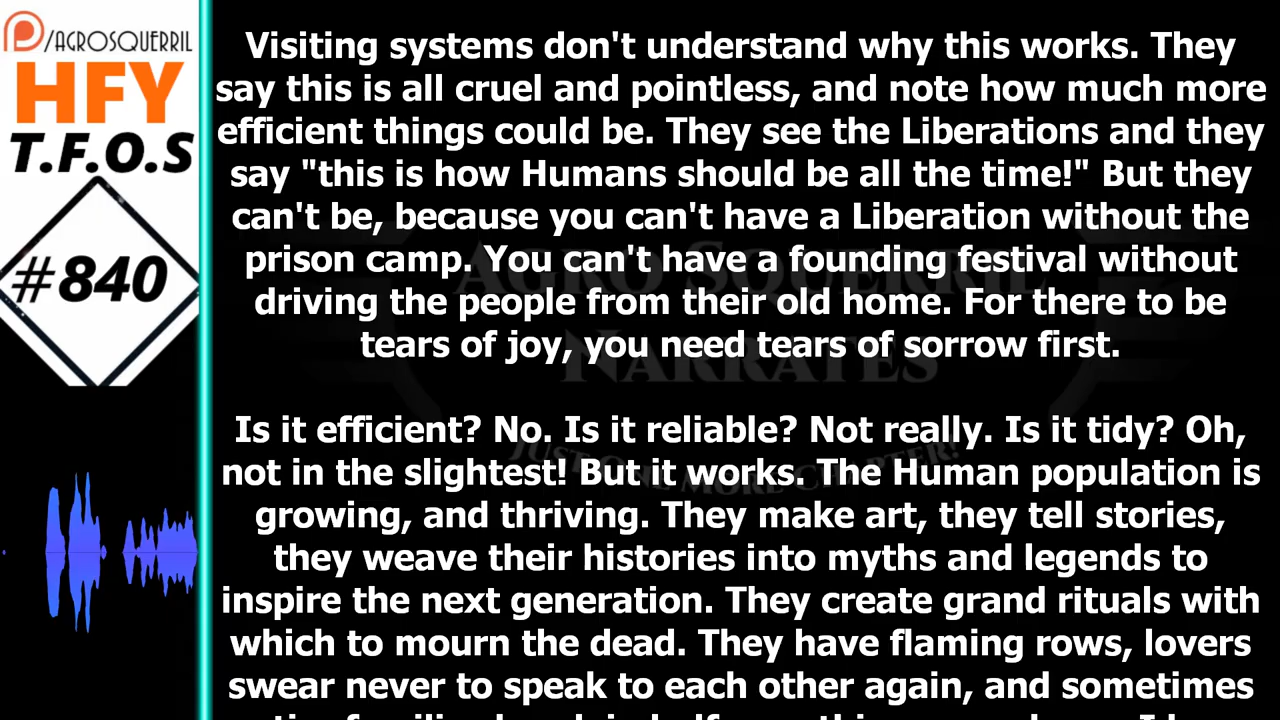 /AGROSQUERRIL
HFY
T.F.O.S
#840
Visiting systems don't understand why this works. They
say this is all cruel and pointless, and note how much more
efficient things could be. They see the Liberations and they
say "this is how Humans should be all the time!" But they
can't be, because you can't have a Liberation without the
prison camp. You can't have a founding festival without
driving the people from their old home. For there to be
tears of joy, you need tears of sorrow first.
Is it efficient? No. Is it reliable? Not really. Is it tidy? Oh,
not in the slightest! But it works. The Human population is
growing, and thriving. They make art, they tell stories,
they weave their histories into myths and legends to
inspire the next generation. They create grand rituals with
which to mourn the dead. They have flaming rows, lovers
swear never to speak to each other again, and sometimes
AGRO SQUERRIL
NARRATES
JUST ONE MORE CHAPTER!